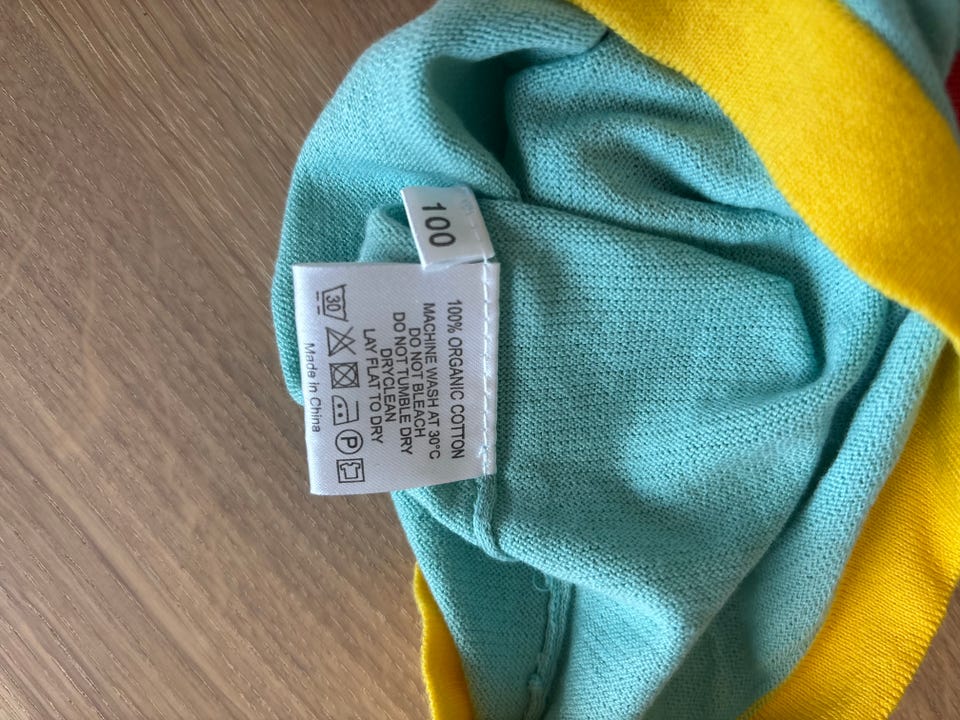 100
100% ORGANIC COTTON
MACHINE WASH AT 30°C
DO NOT BLEACH
DO NOT TUMBLE DRY
DRYCLEAN
LAY FLAT TO DRY
30
P
Made in China